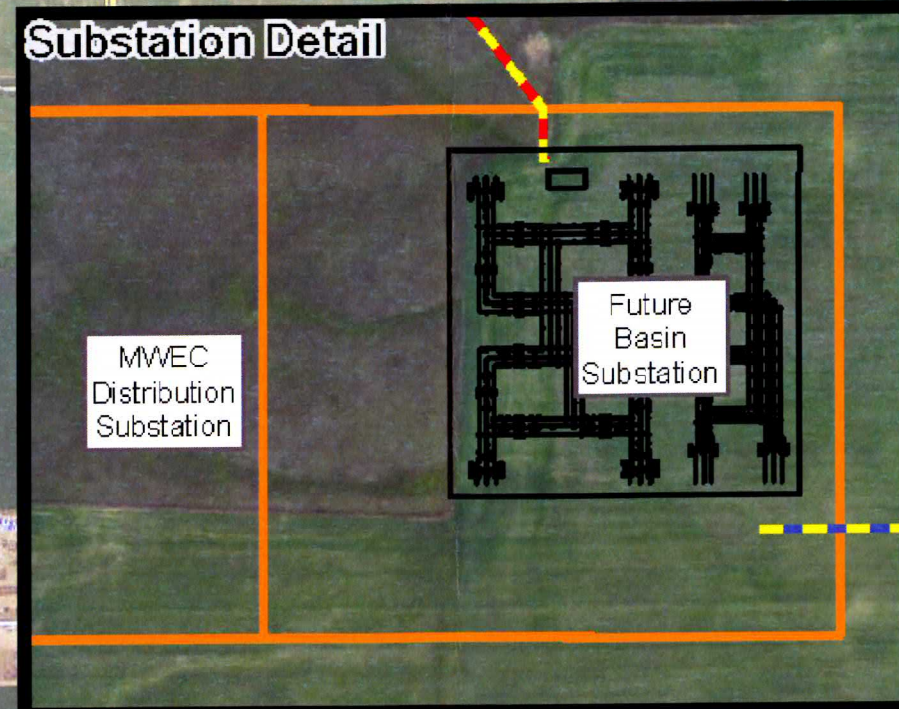 Substation Detail
MWEC
Distribution
Substation
Future
Basin
Substation